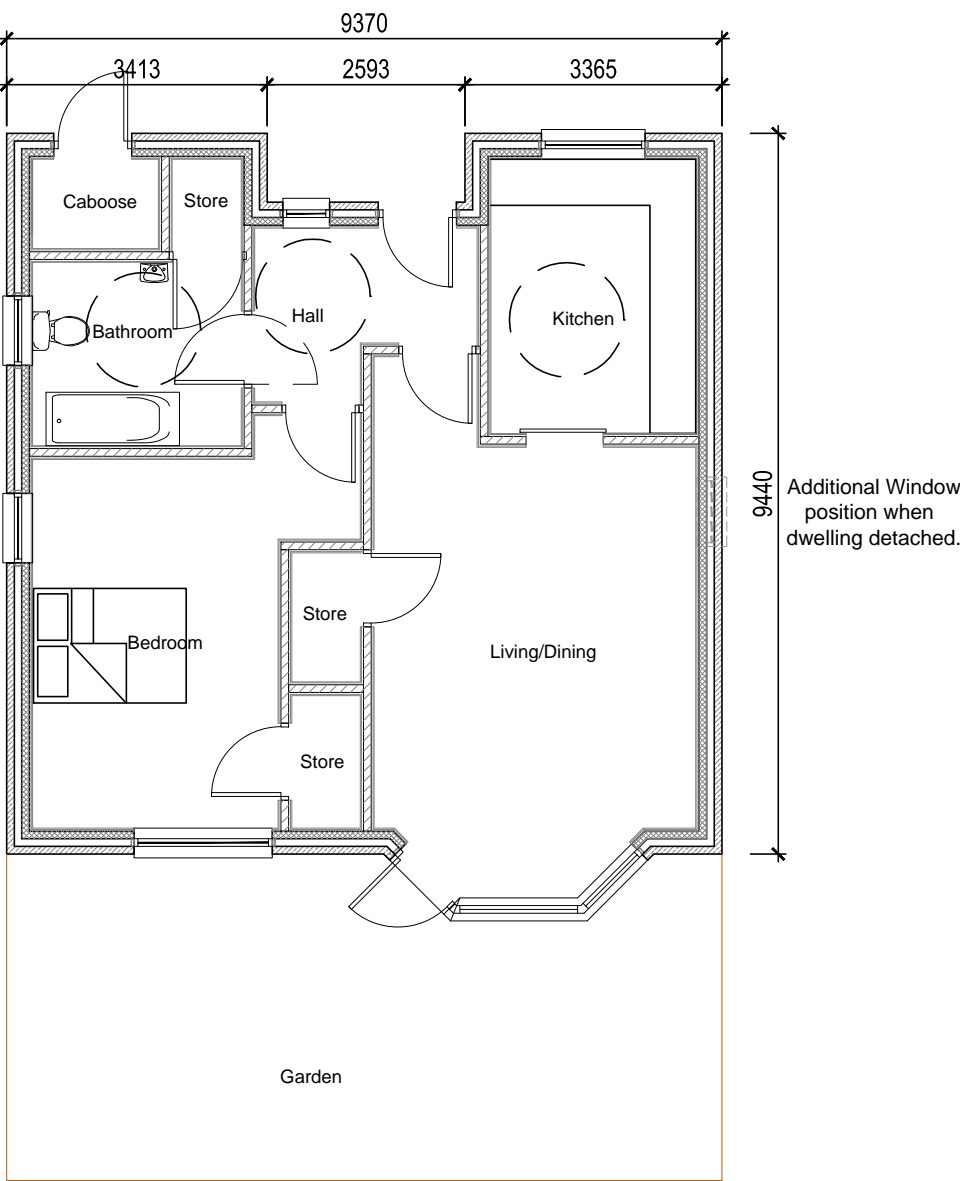 9370
3413
2593
3365
Caboose
Store
Hall
Bathroom
Kitchen
9440
Additional Window
position when
dwelling detached.
Store
Bedroom
Living/Dining
Store
Garden